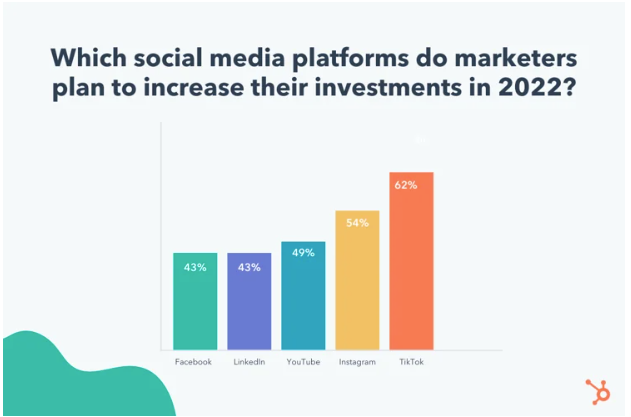 Which social media platforms do marketers
plan to increase their investments in 2022?
62%
54%
49%
43%
43%
Facebook
LinkedIn
YouTube
Instagram
TikTok